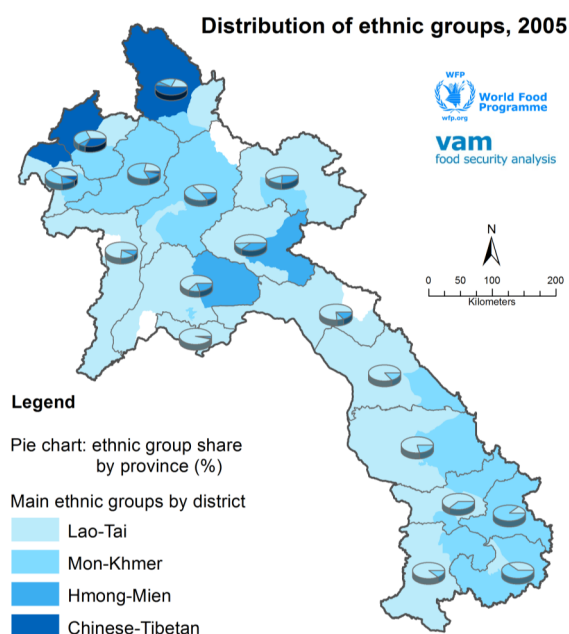 Distribution of ethnic groups, 2005
WFP
wfp.org
World Food
Programme
vam
food security analysis
N
0 50 100 200
Kilometers
Legend
Pie chart: ethnic group share
by province (%)
Main ethnic groups by district
Lao-Tai
Mon-Khmer
Hmong-Mien
Chinese-Tibetan